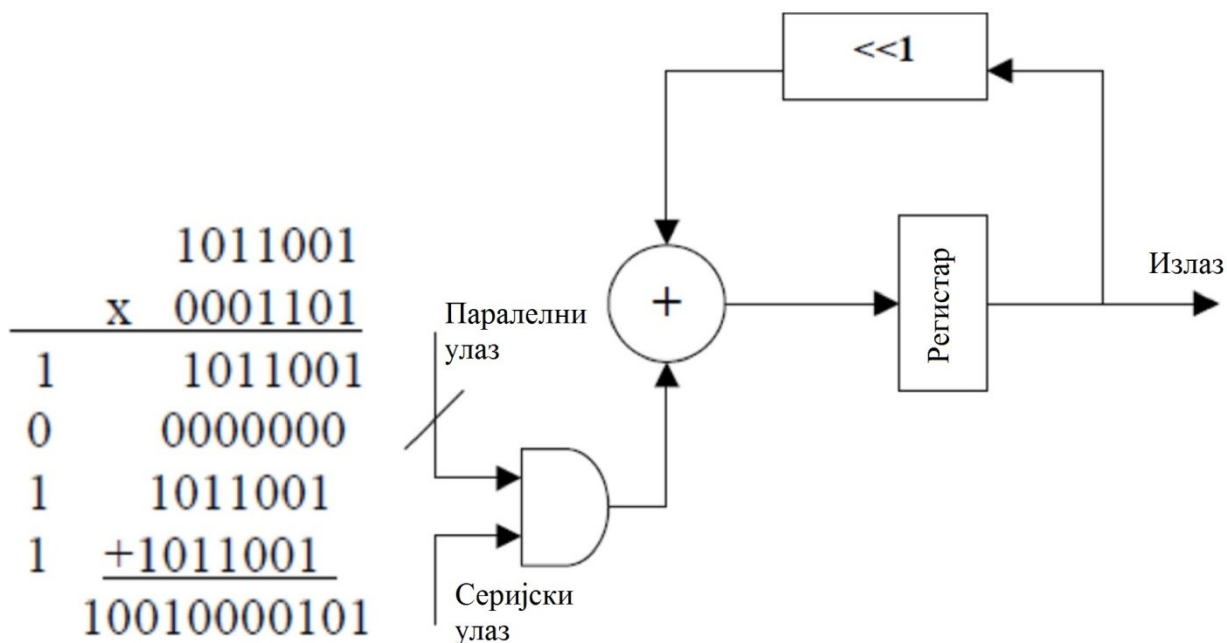 1011001
x 0001101
1 1011001
0 0000000
1 1011001
1 +1011001
10010000101
Паралелни
улаз
Серијски
улаз
<<1
+
Регистар
Излаз